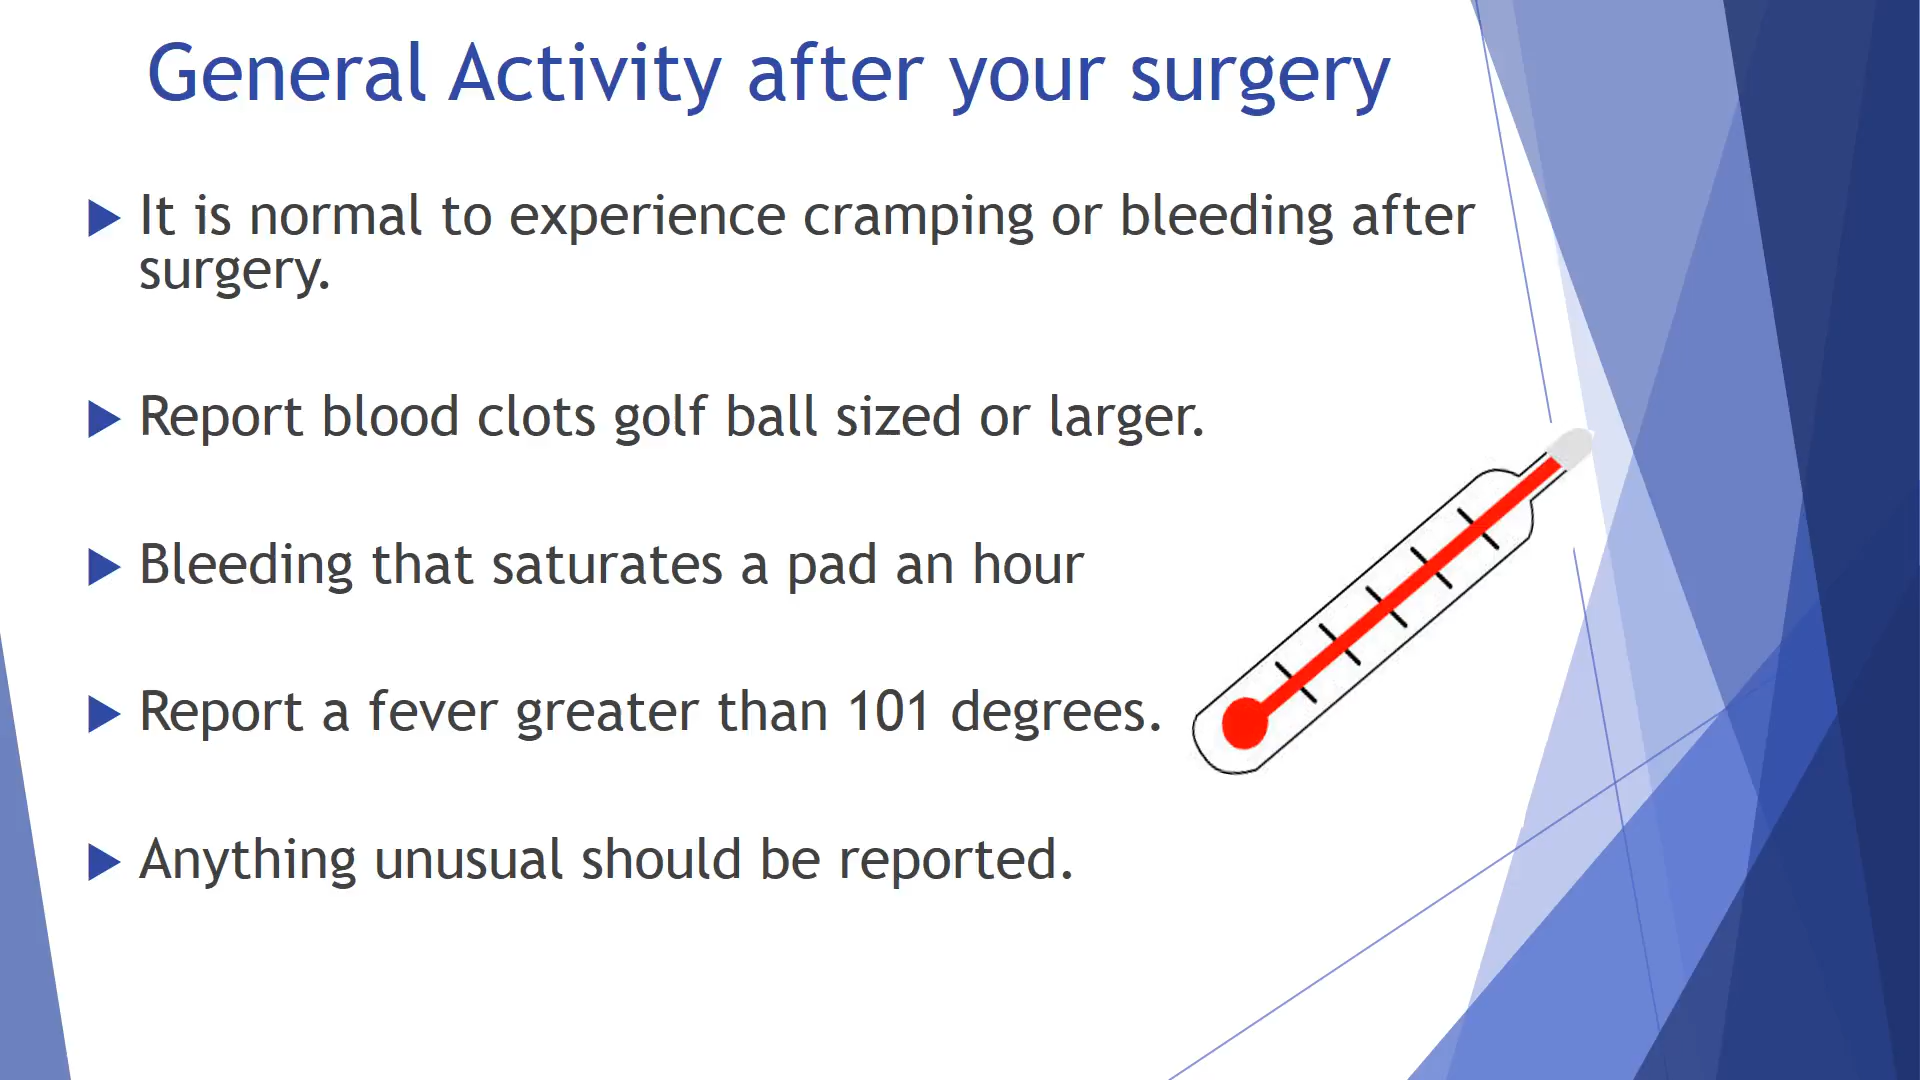 General Activity after your surgery
It is normal to experience cramping or bleeding after
surgery.
Report blood clots golf ball sized or larger.
Bleeding that saturates a pad an hour
Report a fever greater than 101 degrees.
Anything unusual should be reported.